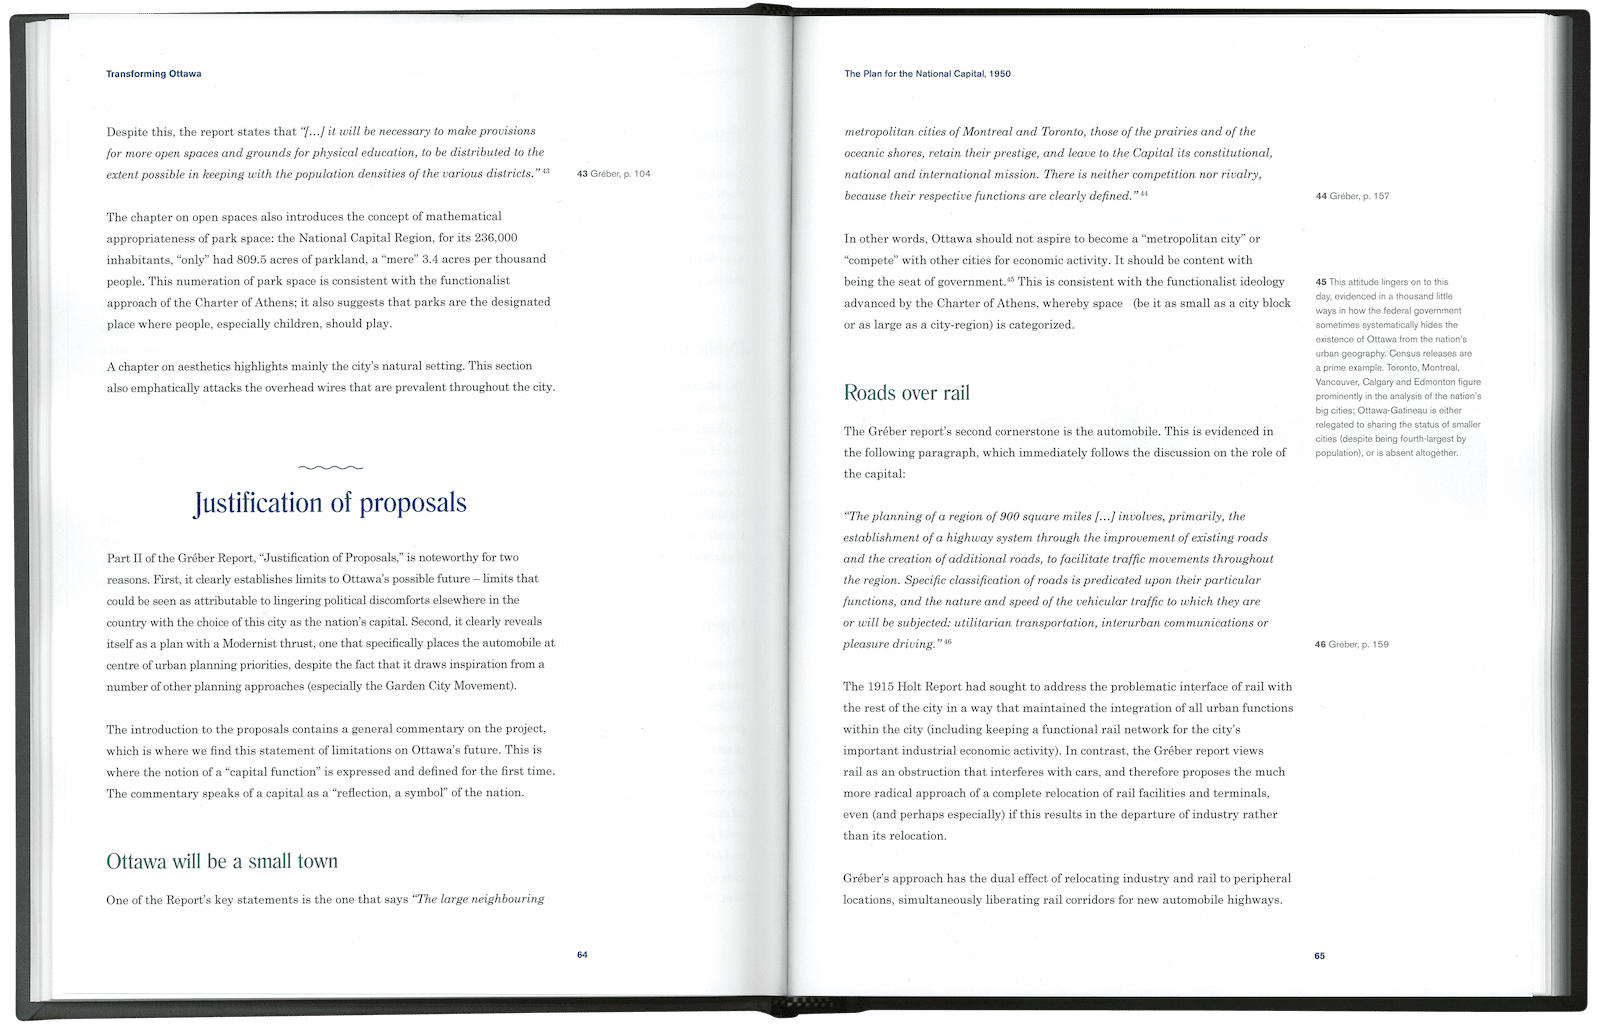 Transforming Ottawa
Despite this, the report states that “[…] it will be necessary to make provisions
for more open spaces and grounds for physical education, to be distributed to the
extent possible in keeping with the population densities of the various districts.” 43
43 Gréber, p. 104
The chapter on open spaces also introduces the concept of mathematical
appropriateness of park space: the National Capital Region, for its 236,000
inhabitants, “only” had 809.5 acres of parkland, a “mere” 3.4 acres per thousand
people. This numeration of park space is consistent with the functionalist
approach of the Charter of Athens; it also suggests that parks are the designated
place where people, especially children, should play.
A chapter on aesthetics highlights mainly the city’s natural setting. This section
also emphatically attacks the overhead wires that are prevalent throughout the city.
Justification of proposals
Part II of the Gréber Report, “Justification of Proposals,” is noteworthy for two
reasons. First, it clearly establishes limits to Ottawa’s possible future – limits that
could be seen as attributable to lingering political discomforts elsewhere in the
country with the choice of this city as the nation’s capital. Second, it clearly reveals
itself as a plan with a Modernist thrust, one that specifically places the automobile at
centre of urban planning priorities, despite the fact that it draws inspiration from a
number of other planning approaches (especially the Garden City Movement).
The introduction to the proposals contains a general commentary on the project,
which is where we find this statement of limitations on Ottawa’s future. This is
where the notion of a “capital function” is expressed and defined for the first time.
The commentary speaks of a capital as a “reflection, a symbol” of the nation.
Ottawa will be a small town
One of the Report’s key statements is the one that says “The large neighbouring
64
The Plan for the National Capital, 1950
metropolitan cities of Montreal and Toronto, those of the prairies and of the
oceanic shores, retain their prestige, and leave to the Capital its constitutional,
national and international mission. There is neither competition nor rivalry,
because their respective functions are clearly defined.” 44
44 Gréber, p. 157
In other words, Ottawa should not aspire to become a “metropolitan city” or
“compete” with other cities for economic activity. It should be content with
being the seat of government.45 This is consistent with the functionalist ideology
advanced by the Charter of Athens, whereby space (be it as small as a city block
or as large as a city-region) is categorized.
45 This attitude lingers on to this
day, evidenced in a thousand little
ways in how the federal government
sometimes systematically hides the
existence of Ottawa from the nation’s
urban geography. Census releases are
a prime example. Toronto, Montreal,
Vancouver, Calgary and Edmonton figure
prominently in the analysis of the nation’s
big cities; Ottawa-Gatineau is either
relegated to sharing the status of smaller
cities (despite being fourth-largest by
population), or is absent altogether.
Roads over rail
The Gréber report’s second cornerstone is the automobile. This is evidenced in
the following paragraph, which immediately follows the discussion on the role of
the capital:
“The planning of a region of 900 square miles […] involves, primarily, the
establishment of a highway system through the improvement of existing roads
and the creation of additional roads, to facilitate traffic movements throughout
the region. Specific classification of roads is predicated upon their particular
functions, and the nature and speed of the vehicular traffic to which they are
or will be subjected: utilitarian transportation, interurban communications or
pleasure driving.” 46
46 Gréber, p. 159
The 1915 Holt Report had sought to address the problematic interface of rail with
the rest of the city in a way that maintained the integration of all urban functions
within the city (including keeping a functional rail network for the city’s
important industrial economic activity). In contrast, the Gréber report views
rail as an obstruction that interferes with cars, and therefore proposes the much
more radical approach of a complete relocation of rail facilities and terminals,
even (and perhaps especially) if this results in the departure of industry rather
than its relocation.
Gréber’s approach has the dual effect of relocating industry and rail to peripheral
locations, simultaneously liberating rail corridors for new automobile highways.
65